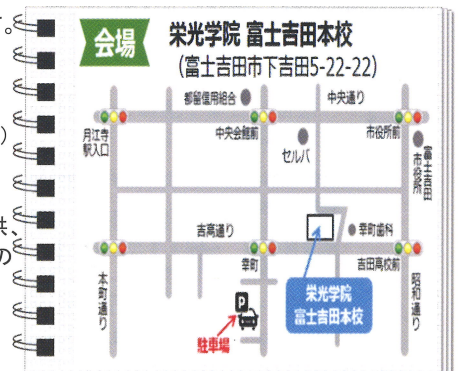 す。
会場
栄光学院 富士吉田本校
(富士吉田市下吉田5-22-22)
)
供、
の
都留信用組合
中央通り
月江寺
駅入口
中央会館前
市役所前
セルバ
富士吉田
市役所
吉高通り
幸町歯科
幸町
吉田高校前
本町通り
昭和通り
P
栄光学院
富士吉田本校
駐車場